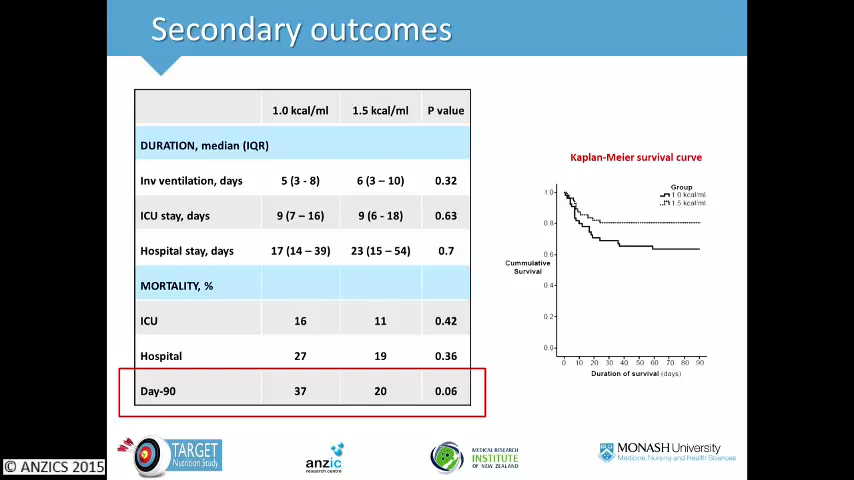 Secondary outcomes
1.0 kcal/ml 1.5 kcal/ml P value
DURATION, median (IQR)
Inv ventilation, days 5 (3 - 8) 6 (3 – 10) 0.32
ICU stay, days 9 (7 – 16) 9 (6 - 18) 0.63
Hospital stay, days 17 (14 – 39) 23 (15 – 54) 0.7
MORTALITY, %
ICU 16 11 0.42
Hospital 27 19 0.36
Day-90 37 20 0.06
Kaplan-Meier survival curve
Group
1.0 kcal/ml
1.5 kcal/ml
1.0
0.8
0.6
Cummulative
Survival
0.4
0.2
0.0
0 10 20 30 40 50 60 70 80 90
Duration of survival (days)
TARGET
Nutrition Study
anzic
research centre
MEDICAL RESEARCH
INSTITUTE
OF NEW ZEALAND
MONASH University
Medicine, Nursing and Health Sciences
© ANZICS 2015